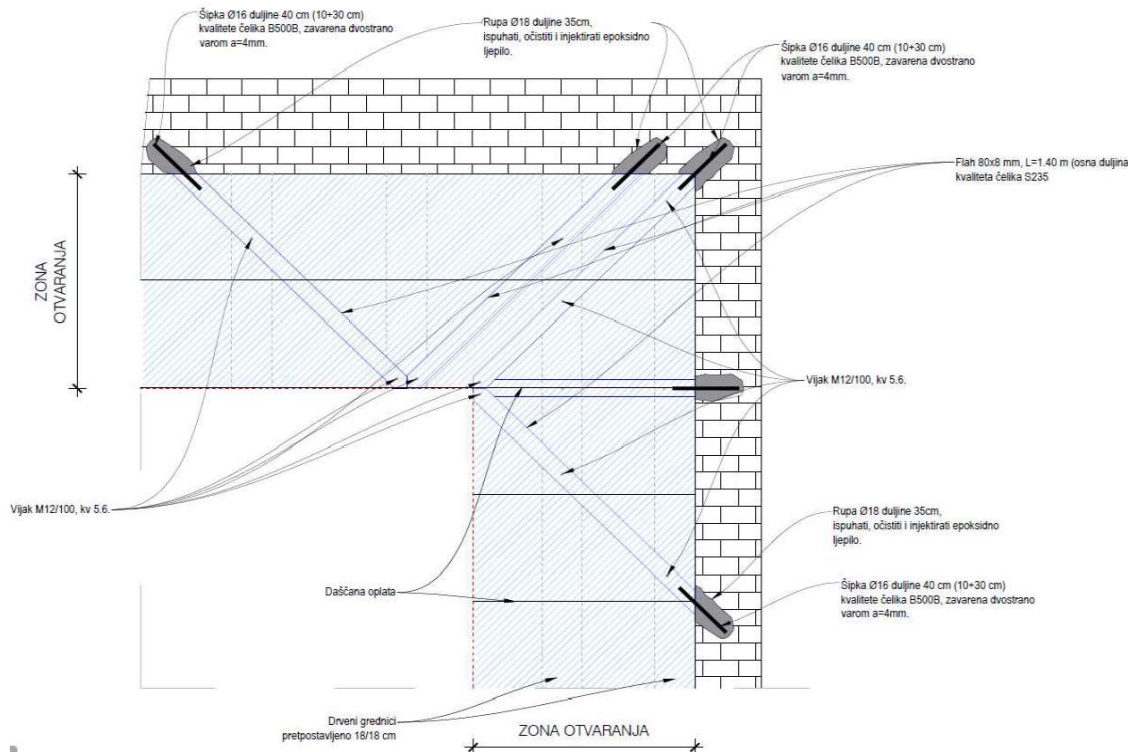 Šipka Ø16 duljine 40 cm (10+30 cm)
kvalitete čelika B500B, zavarena dvostrano
varom a=4mm.
Rupa Ø18 duljine 35cm,
ispuhati, očistiti i injektirati epoksidno
ljepilo.
Šipka Ø16 duljine 40 cm (10+30 cm)
kvalitete čelika B500B, zavarena dvostrano
varom a=4mm.
Flah 80x8 mm, L=1.40 m (osna duljina
kvaliteta čelika S235
ZONA
OTVARANJA
Vijak M12/100, kv 5.6.
Vijak M12/100, kv 5.6.
Rupa Ø18 duljine 35cm,
ispuhati, očistiti i injektirati epoksidno
ljepilo.
Daščana oplata
Šipka Ø16 duljine 40 cm (10+30 cm)
kvalitete čelika B500B, zavarena dvostrano
varom a=4mm.
Drveni grednici
pretpostavljeno 18/18 cm
ZONA OTVARANJA